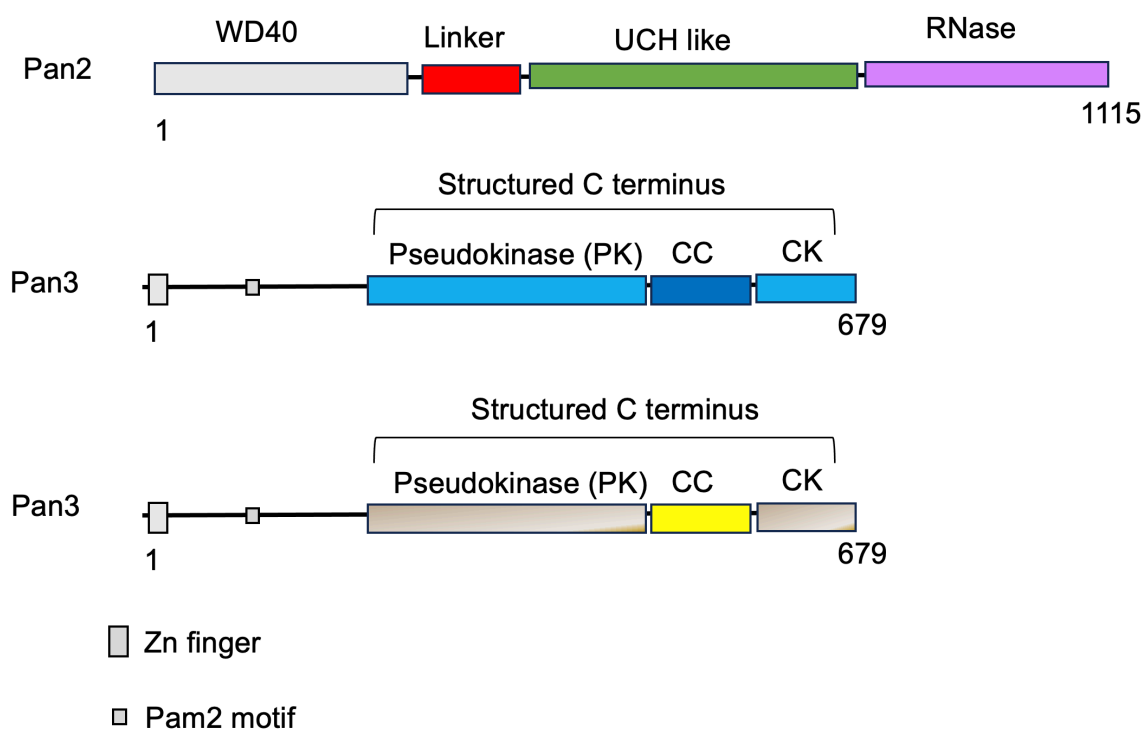 WD40
Linker
UCH like
RNase
Pan2
1
1115
Structured C terminus
Pseudokinase (PK)
CC
CK
Pan3
1
679
Structured C terminus
Pseudokinase (PK)
CC
CK
Pan3
1
679
Zn finger
Pam2 motif